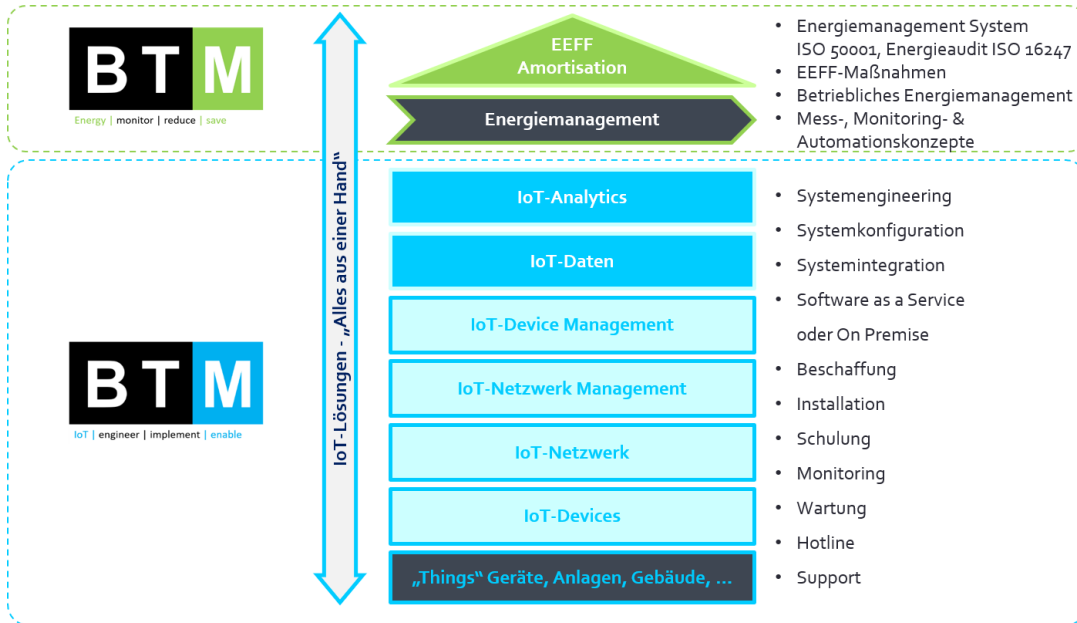 BTM
Energy | monitor | reduce | save
EEFF
Amortisation
Energiemanagement
• Energiemanagement System
ISO 50001, Energieaudit ISO 16247
• EEFF-Maßnahmen
• Betriebliches Energiemanagement
• Mess-, Monitoring- &
Automationskonzepte
IoT-Lösungen - „Alles aus einer Hand“
BTM
IoT | engineer | implement | enable
IoT-Analytics
IoT-Daten
IoT-Device Management
IoT-Netzwerk Management
IoT-Netzwerk
IoT-Devices
„Things“ Geräte, Anlagen, Gebäude, ...
• Systemengineering
• Systemkonfiguration
• Systemintegration
• Software as a Service
oder On Premise
• Beschaffung
• Installation
• Schulung
• Monitoring
• Wartung
• Hotline
• Support